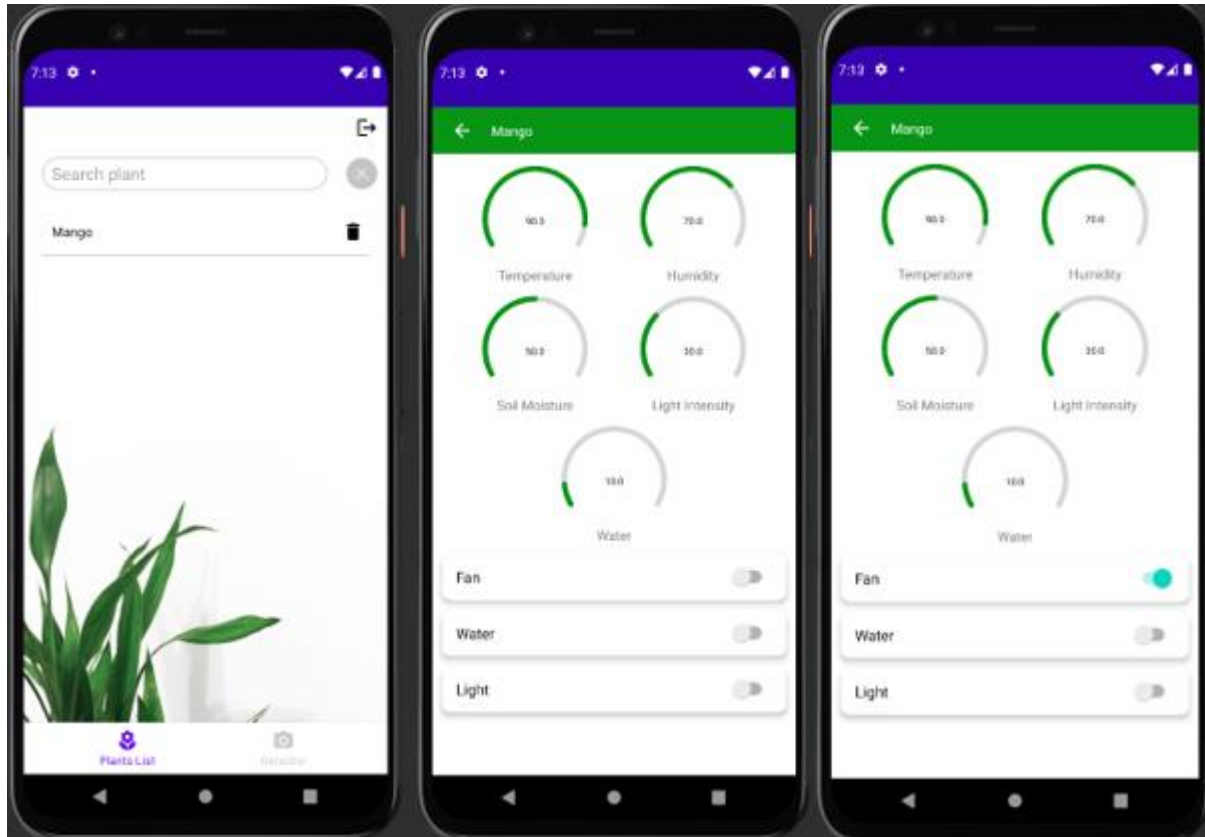 7:13
Search plant
Mango
Plants List
Detector
7:13
Mango
90.0
70.0
Temperature
Humidity
50.0
30.0
Soil Moisture
Light Intensity
10.0
Water
Fan
Water
Light
7:13
Mango
90.0
70.0
Temperature
Humidity
50.0
30.0
Soil Moisture
Light Intensity
10.0
Water
Fan
Water
Light